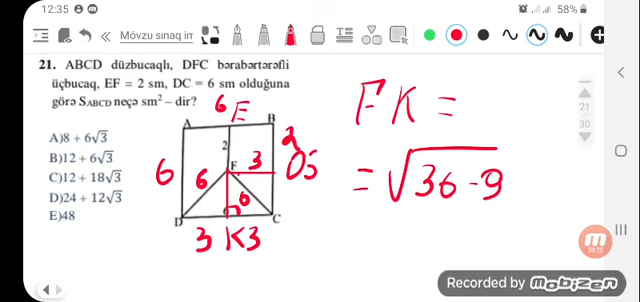 12:35
58%
Mövzu sınaq im
21. ABCD düzbucaqlı, DFC bərabərtərəfli
üçbucaq, EF = 2 sm, DC = 6 sm olduğuna
görə S_ABCD neçə sm² – dir?
A)8 + 6√3
B)12 + 6√3
C)12 + 18√3
D)24 + 12√3
E)48
6 E
A B
2
F 3
6 6 6
D C
3 K 3
FK =
= √36-9
21
30
Recorded by mobizen